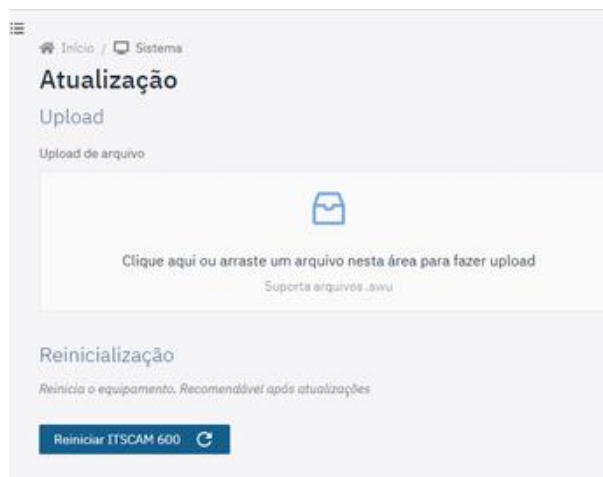 Início / Sistema
Atualização
Upload
Upload de arquivo
Clique aqui ou arraste um arquivo nesta área para fazer upload
Suporta arquivos .swu
Reinicialização
Reinicia o equipamento. Recomendável após atualizações
Reiniciar ITSCAM 600